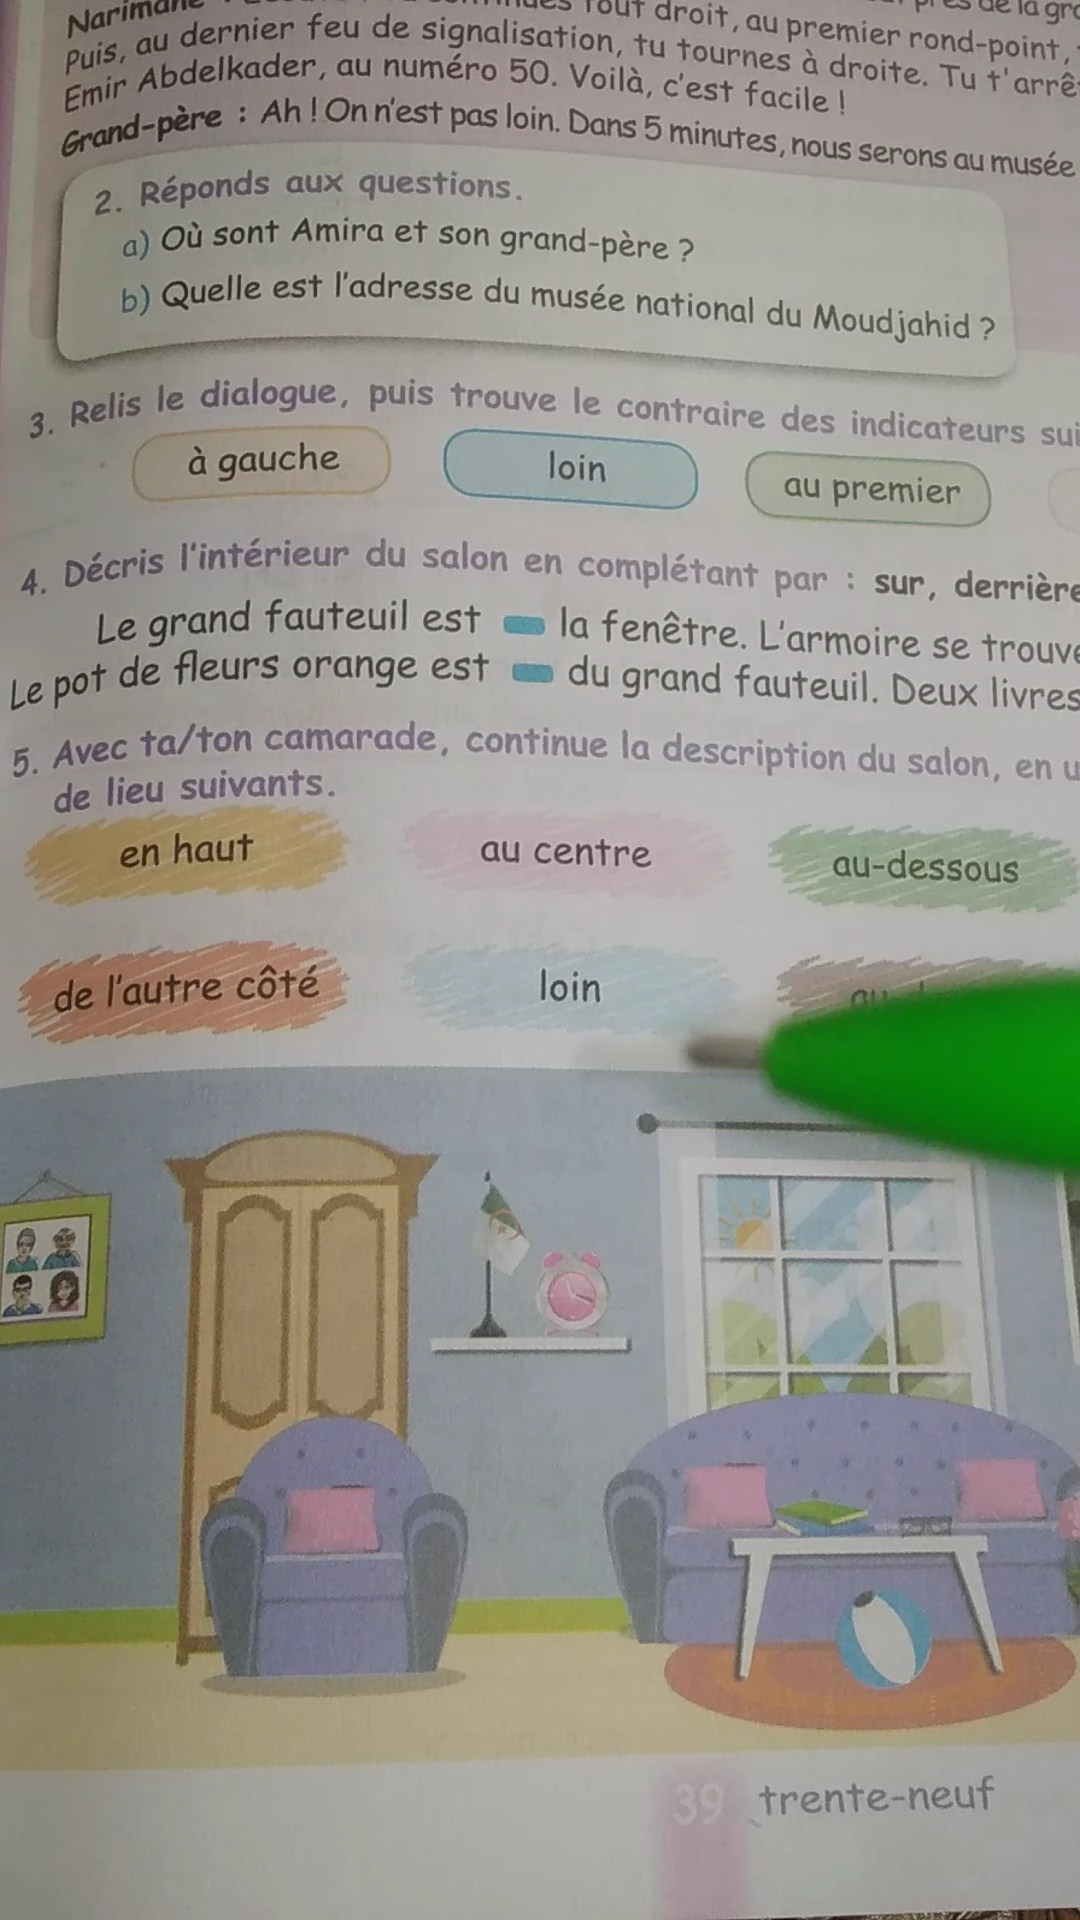 Narimane tout droit, au premier rond-point,
Puis, au dernier feu de signalisation, tu tournes à droite. Tu t'arrê
Emir Abdelkader, au numéro 50. Voilà, c'est facile !
Grand-père : Ah ! On n'est pas loin. Dans 5 minutes, nous serons au musée
2. Réponds aux questions.
a) Où sont Amira et son grand-père ?
b) Quelle est l'adresse du musée national du Moudjahid ?
3. Relis le dialogue, puis trouve le contraire des indicateurs sui
à gauche loin au premier
4. Décris l'intérieur du salon en complétant par : sur, derrière
Le grand fauteuil est la fenêtre. L'armoire se trouve
Le pot de fleurs orange est du grand fauteuil. Deux livres
5. Avec ta/ton camarade, continue la description du salon, en u
de lieu suivants.
en haut au centre au-dessous
de l'autre côté loin
39 trente-neuf